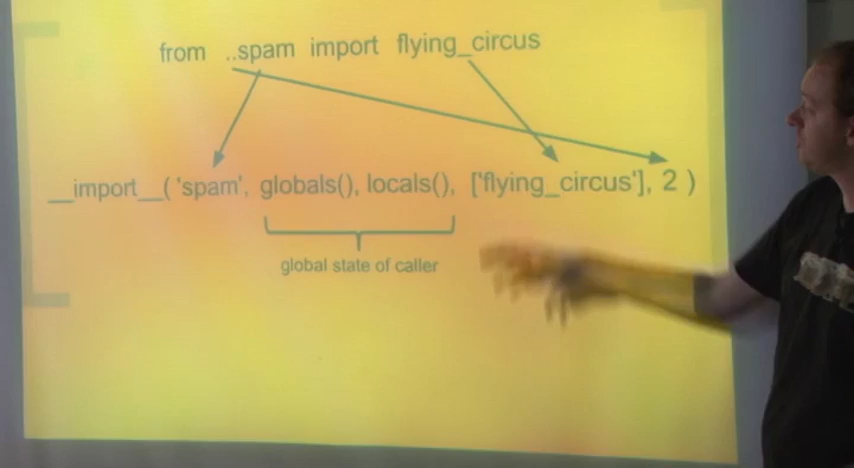 from ..spam import flying_circus
__import__( 'spam', globals(), locals(), ['flying_circus'], 2 )
global state of caller